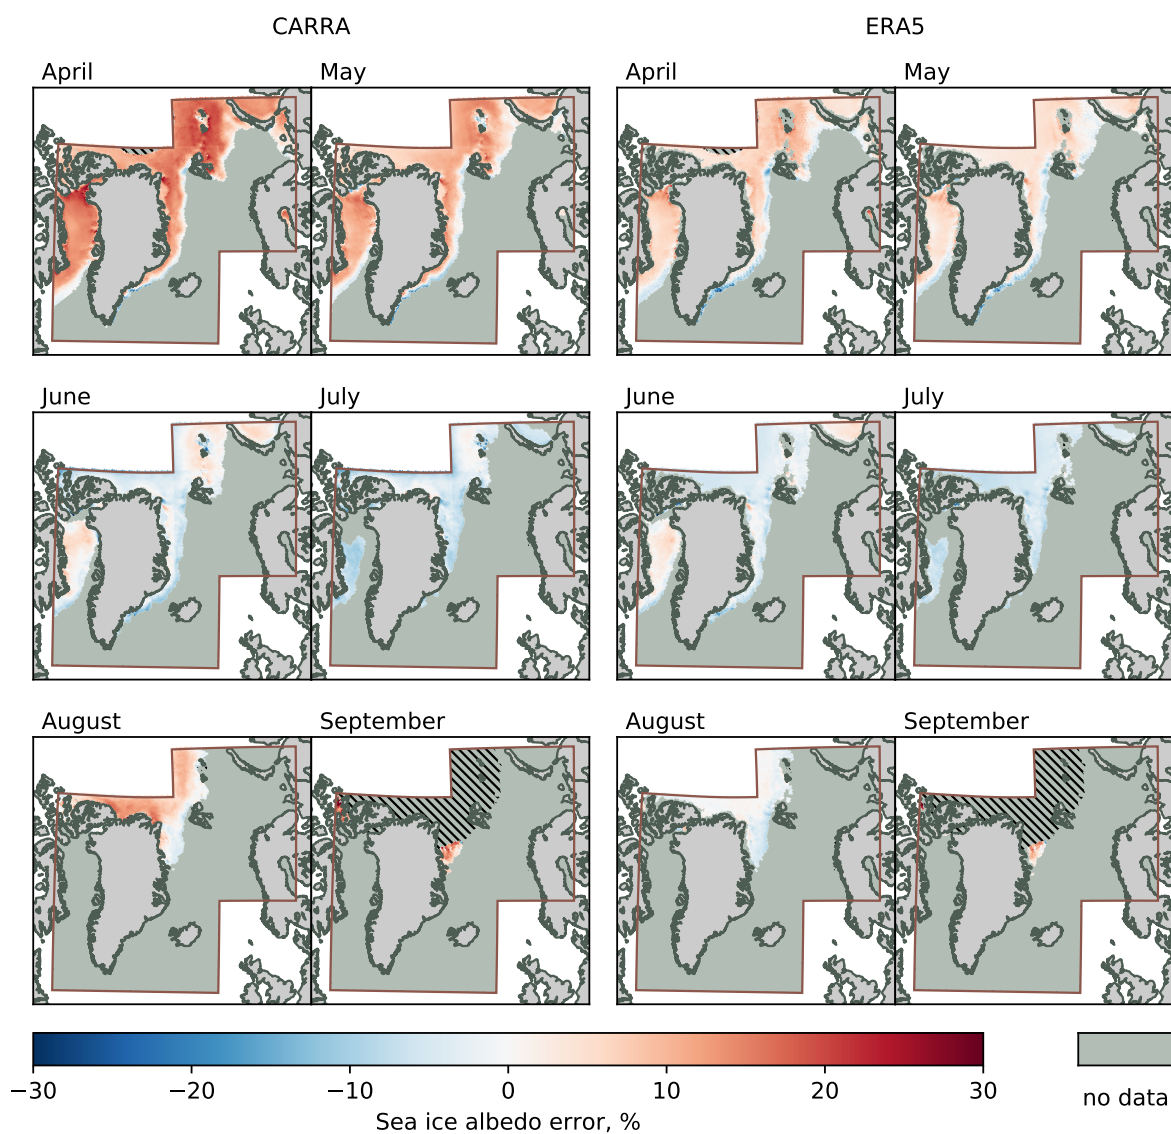 CARRA ERA5
April May April May
June July June July
August September August September
−30 −20 −10 0 10 20 30
no data
Sea ice albedo error, %